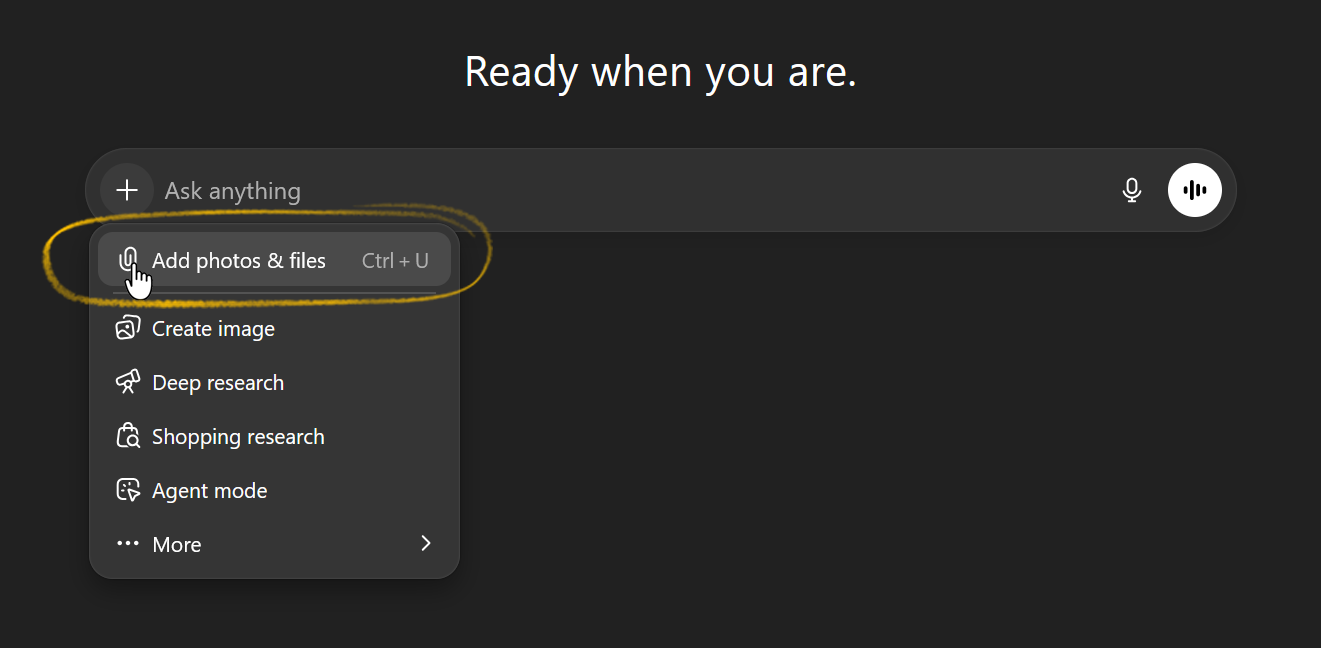 Ready when you are.
Ask anything
Add photos & files Ctrl + U
Create image
Deep research
Shopping research
Agent mode
More